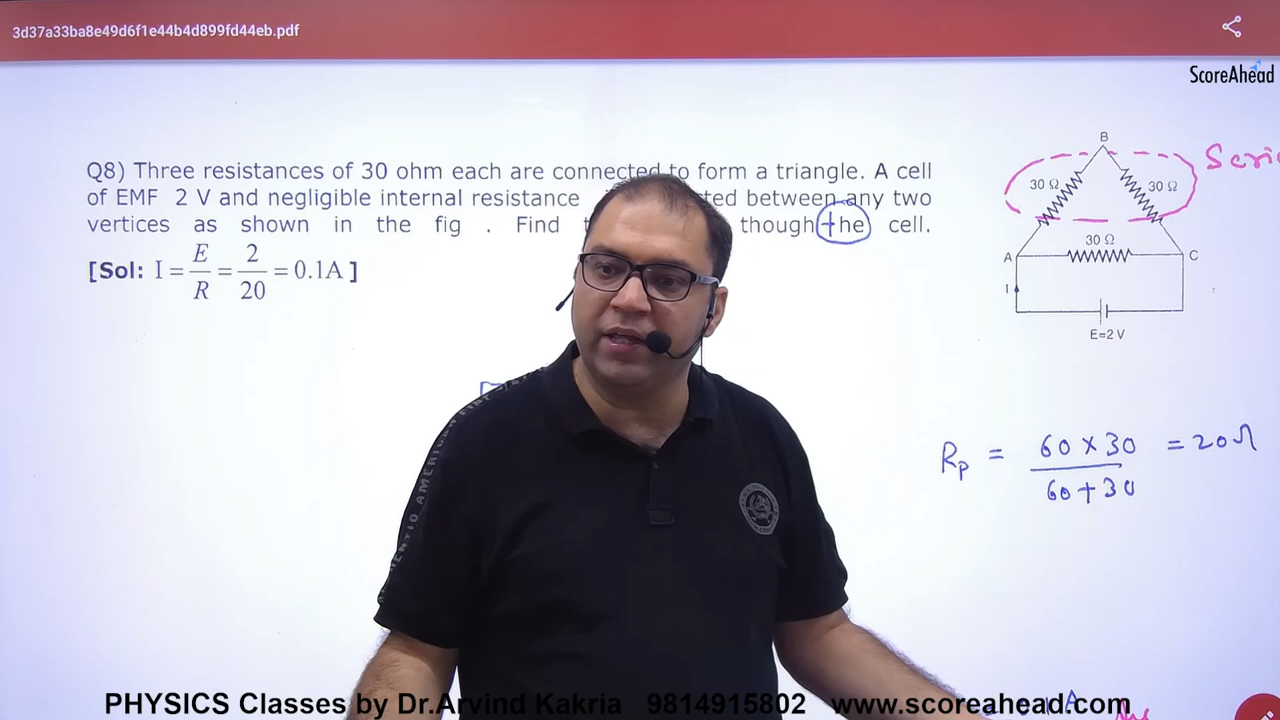 3d37a33ba8e49d6f1e44b4d899fd44eb.pdf
ScoreAhead
Q8) Three resistances of 30 ohm each are connected to form a triangle. A cell
of EMF 2 V and negligible internal resistance between any two
vertices as shown in the fig . Find though the cell.
[Sol: I = E/R = 2/20 = 0.1A ]
B
30 Ω 30 Ω
30 Ω
A C
I
E=2 V
Rp = 60 × 30 / 60 + 30 = 20 Ω
PHYSICS Classes by Dr.Arvind Kakria 9814915802 www.scoreahead.com